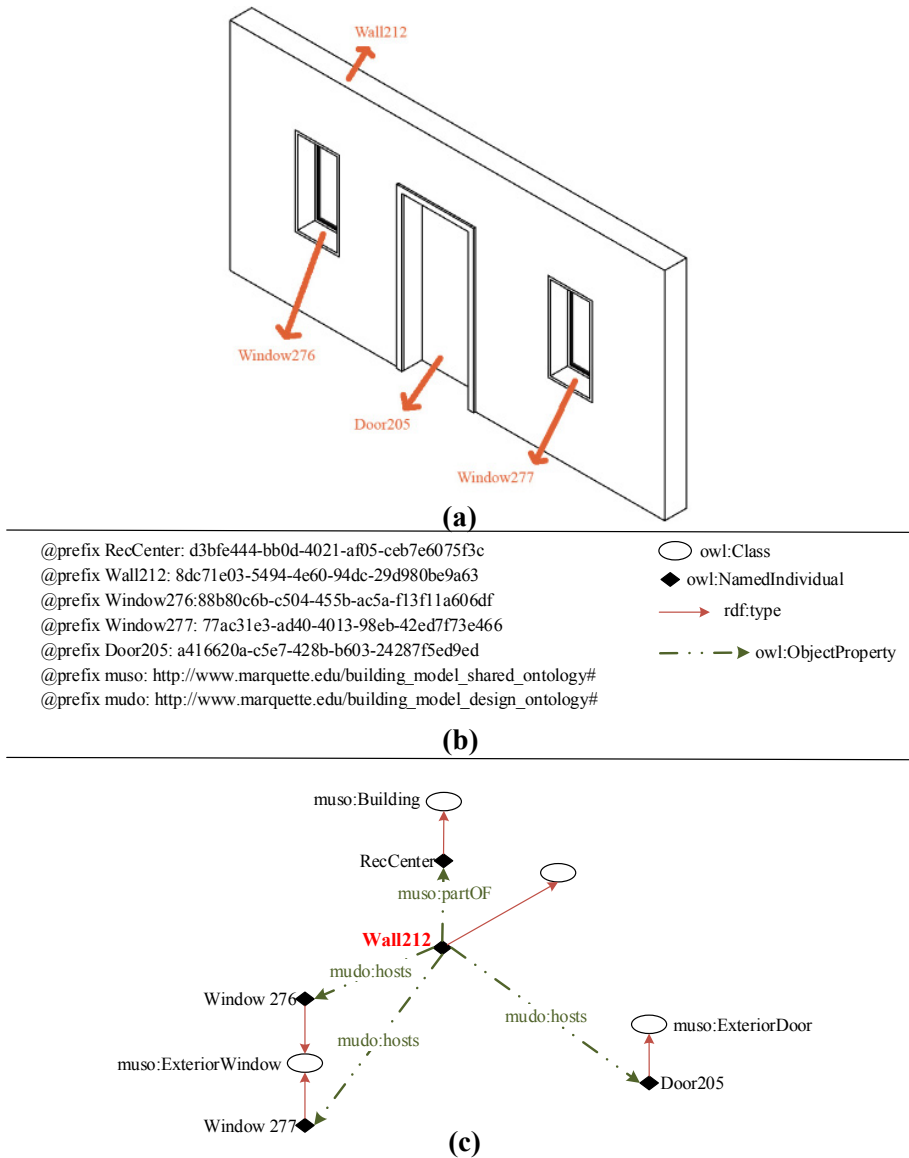 Wall212
Window276
Door205
Window277
(a)
@prefix RecCenter: d3bfe444-bb0d-4021-af05-ceb7e6075f3c
@prefix Wall212: 8dc71e03-5494-4e60-94dc-29d980be9a63
@prefix Window276:88b80c6b-c504-455b-ac5a-f13f11a606df
@prefix Window277: 77ac31e3-ad40-4013-98eb-42ed7f73e466
@prefix Door205: a416620a-c5e7-428b-b603-24287f5ed9ed
@prefix muso: http://www.marquette.edu/building_model_shared_ontology#
@prefix mudo: http://www.marquette.edu/building_model_design_ontology#
owl:Class
owl:NamedIndividual
rdf:type
owl:ObjectProperty
(b)
muso:Building
RecCenter
muso:partOF
Wall212
mudo:hosts
Window 276
mudo:hosts
mudo:hosts
muso:ExteriorDoor
muso:ExteriorWindow
Door205
Window 277
(c)